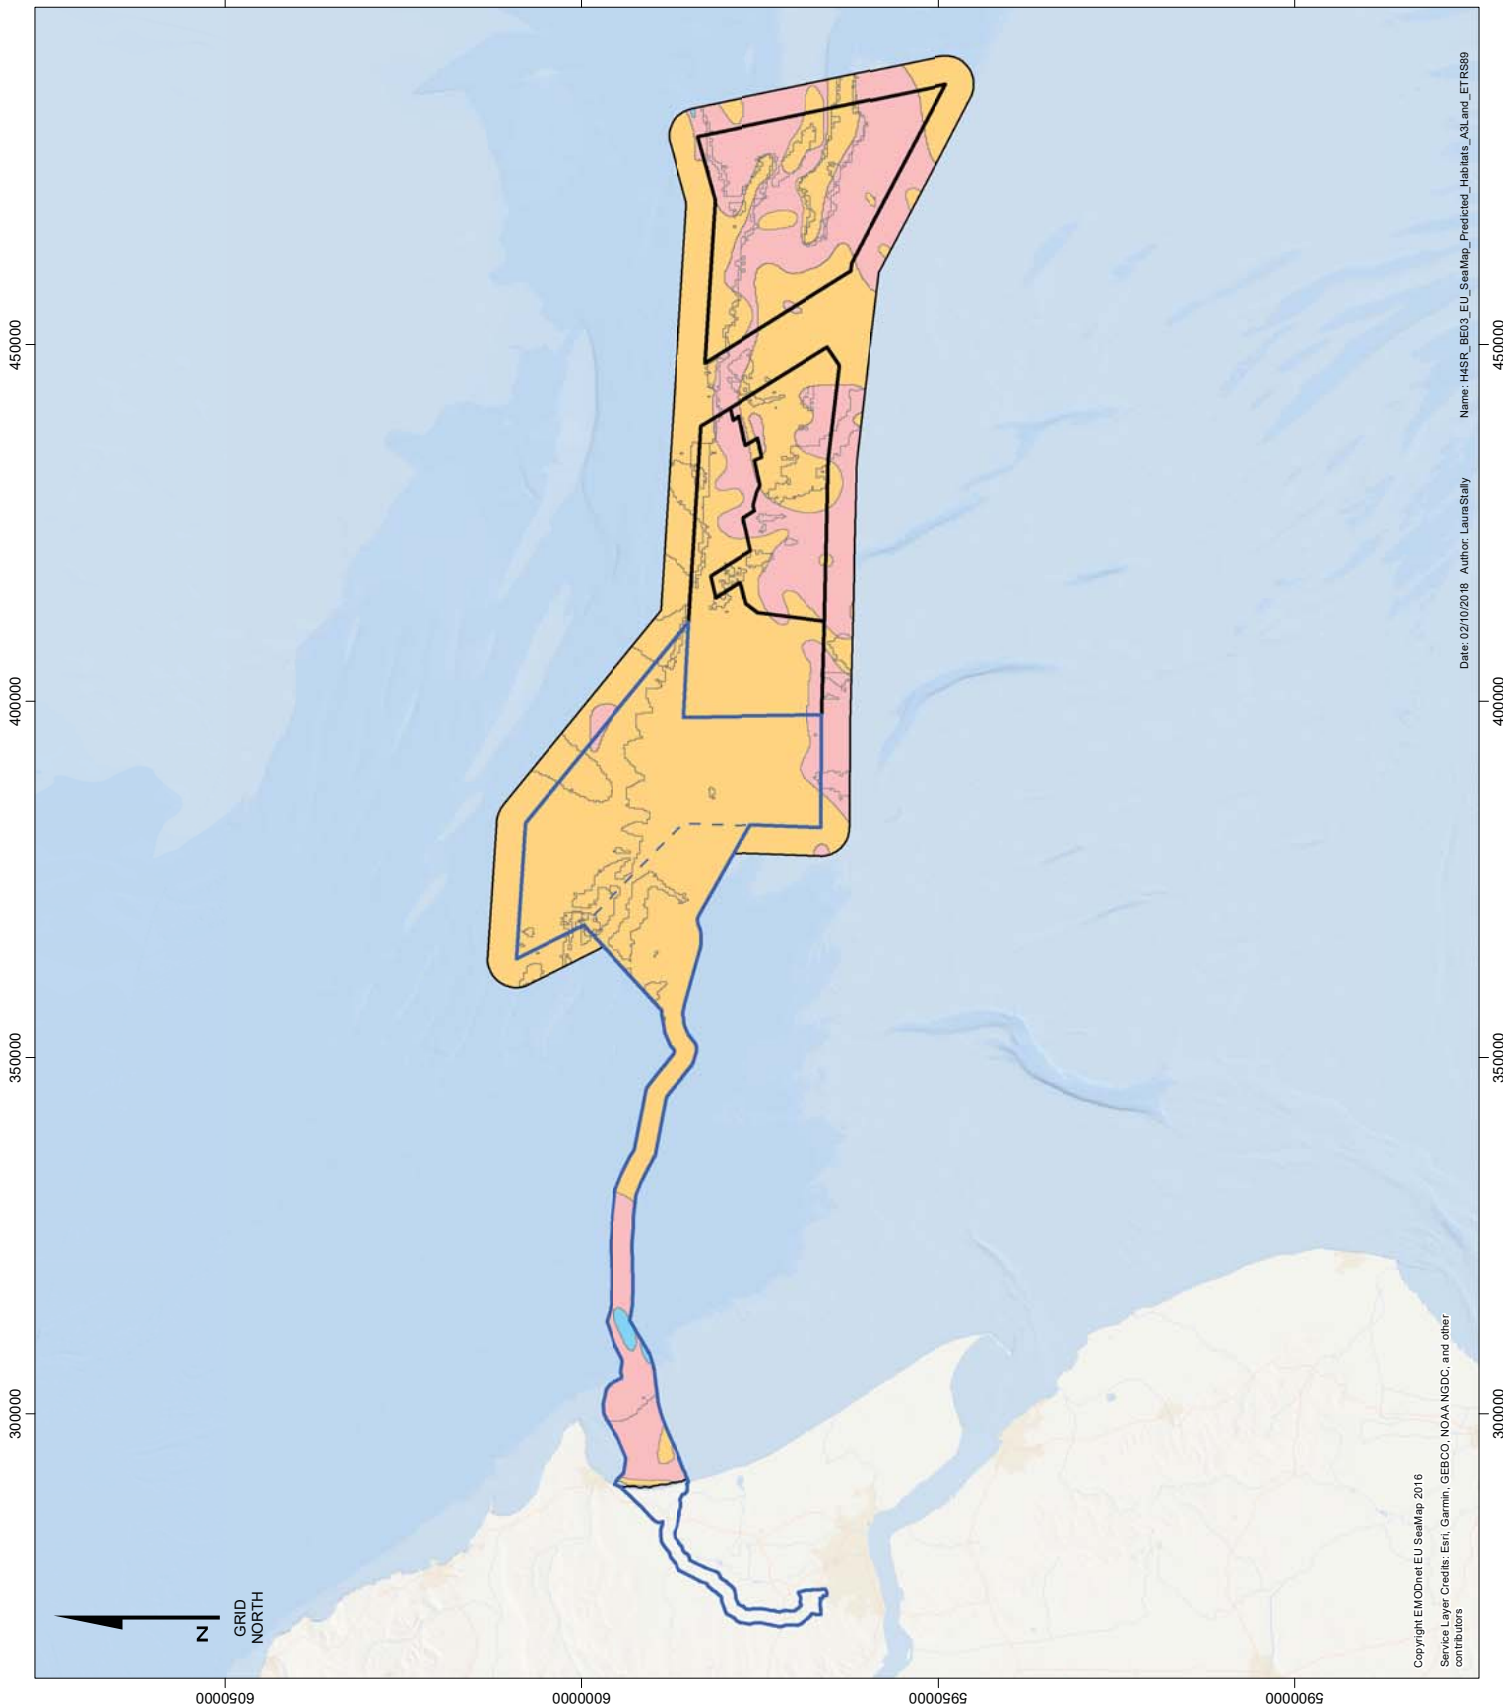 450000
400000
350000
300000
GRID
NORTH
N
6050000
6000000
5950000
5900000
450000
400000
350000
300000
Date: 02/10/2018 Author: LauraStally Name: H4SR_BE03_EU_SeaMap_Predicted_Habitats_A3Land_ETRS89
Copyright EMODnet EU SeaMap 2016
Service Layer Credits: Esri, Garmin, GEBCO, NOAA NGDC, and other
contributors